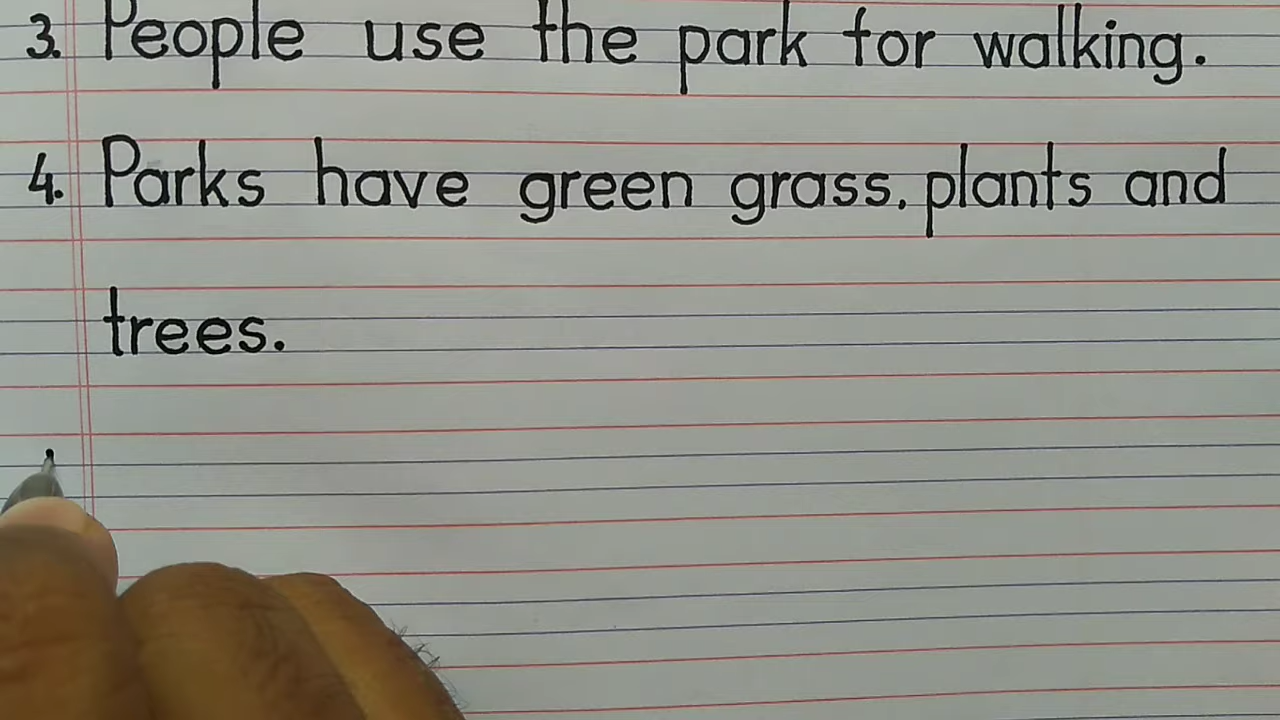 3. People use the park for walking.
4. Parks have green grass, plants and
trees.